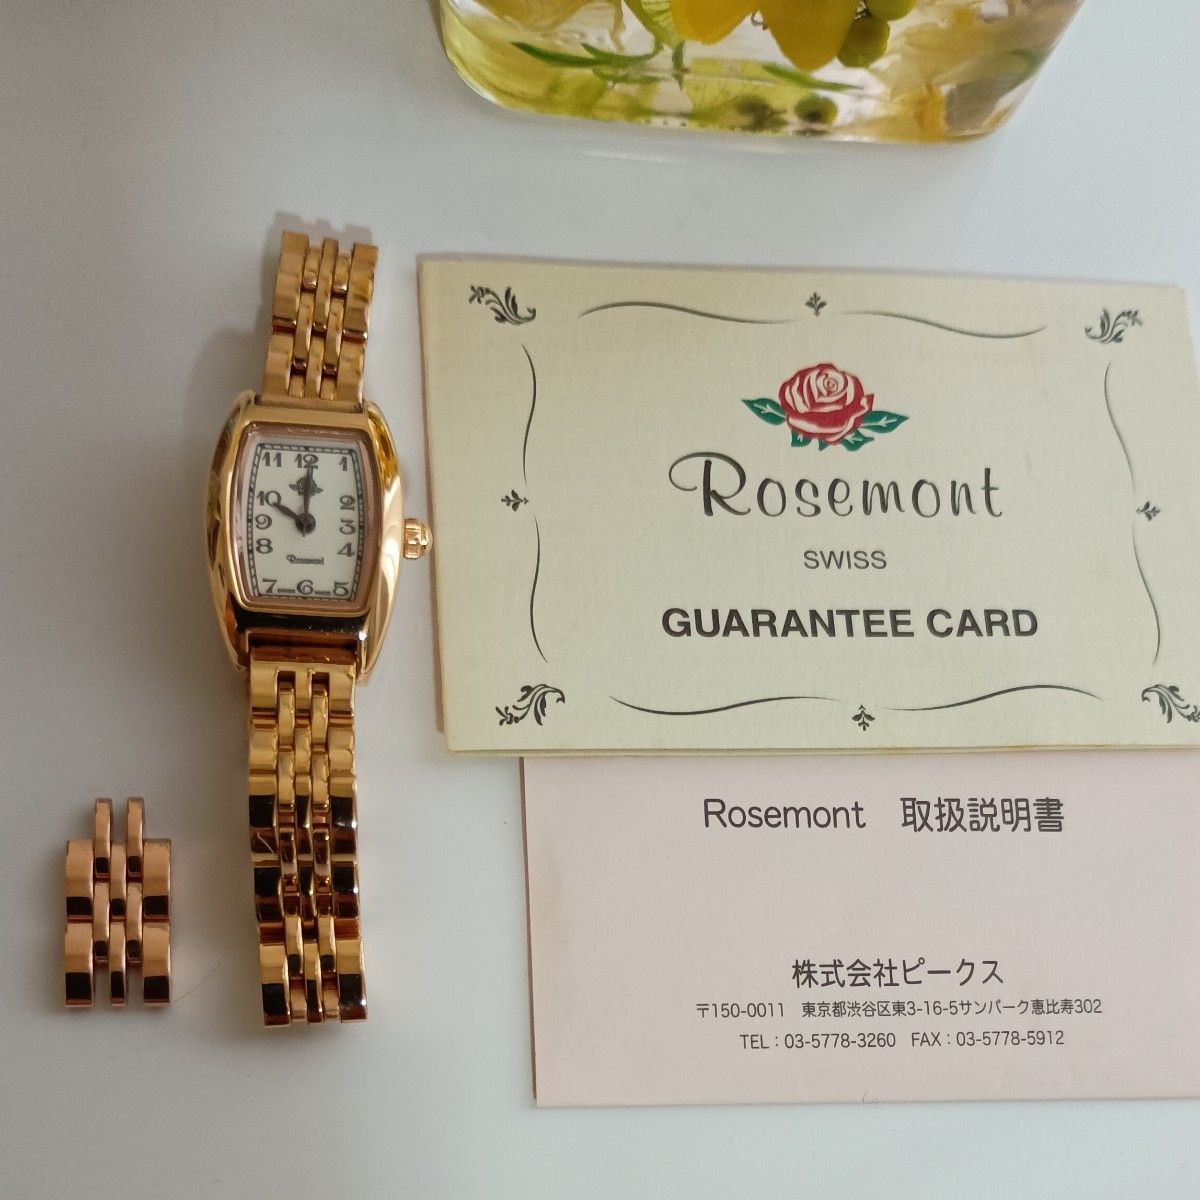 11 12 1
10 2
9 3
8 4
Rosemont
7 6 5
SWISS MADE
Rosemont
SWISS
GUARANTEE CARD
Rosemont 取扱説明書
株式会社ピークス
〒150-0011 東京都渋谷区東3-16-5サンパーク恵比寿302
TEL：03-5778-3260 FAX：03-5778-5912